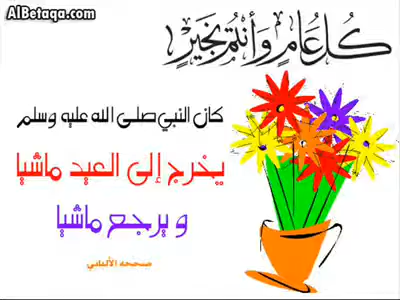 AlBetaqa.com
كل عام وأنتم بخير
كان النبي صلى الله عليه وسلم
يخرج إلى العيد ماشيا
و يرجع ماشيا
صححه الألباني